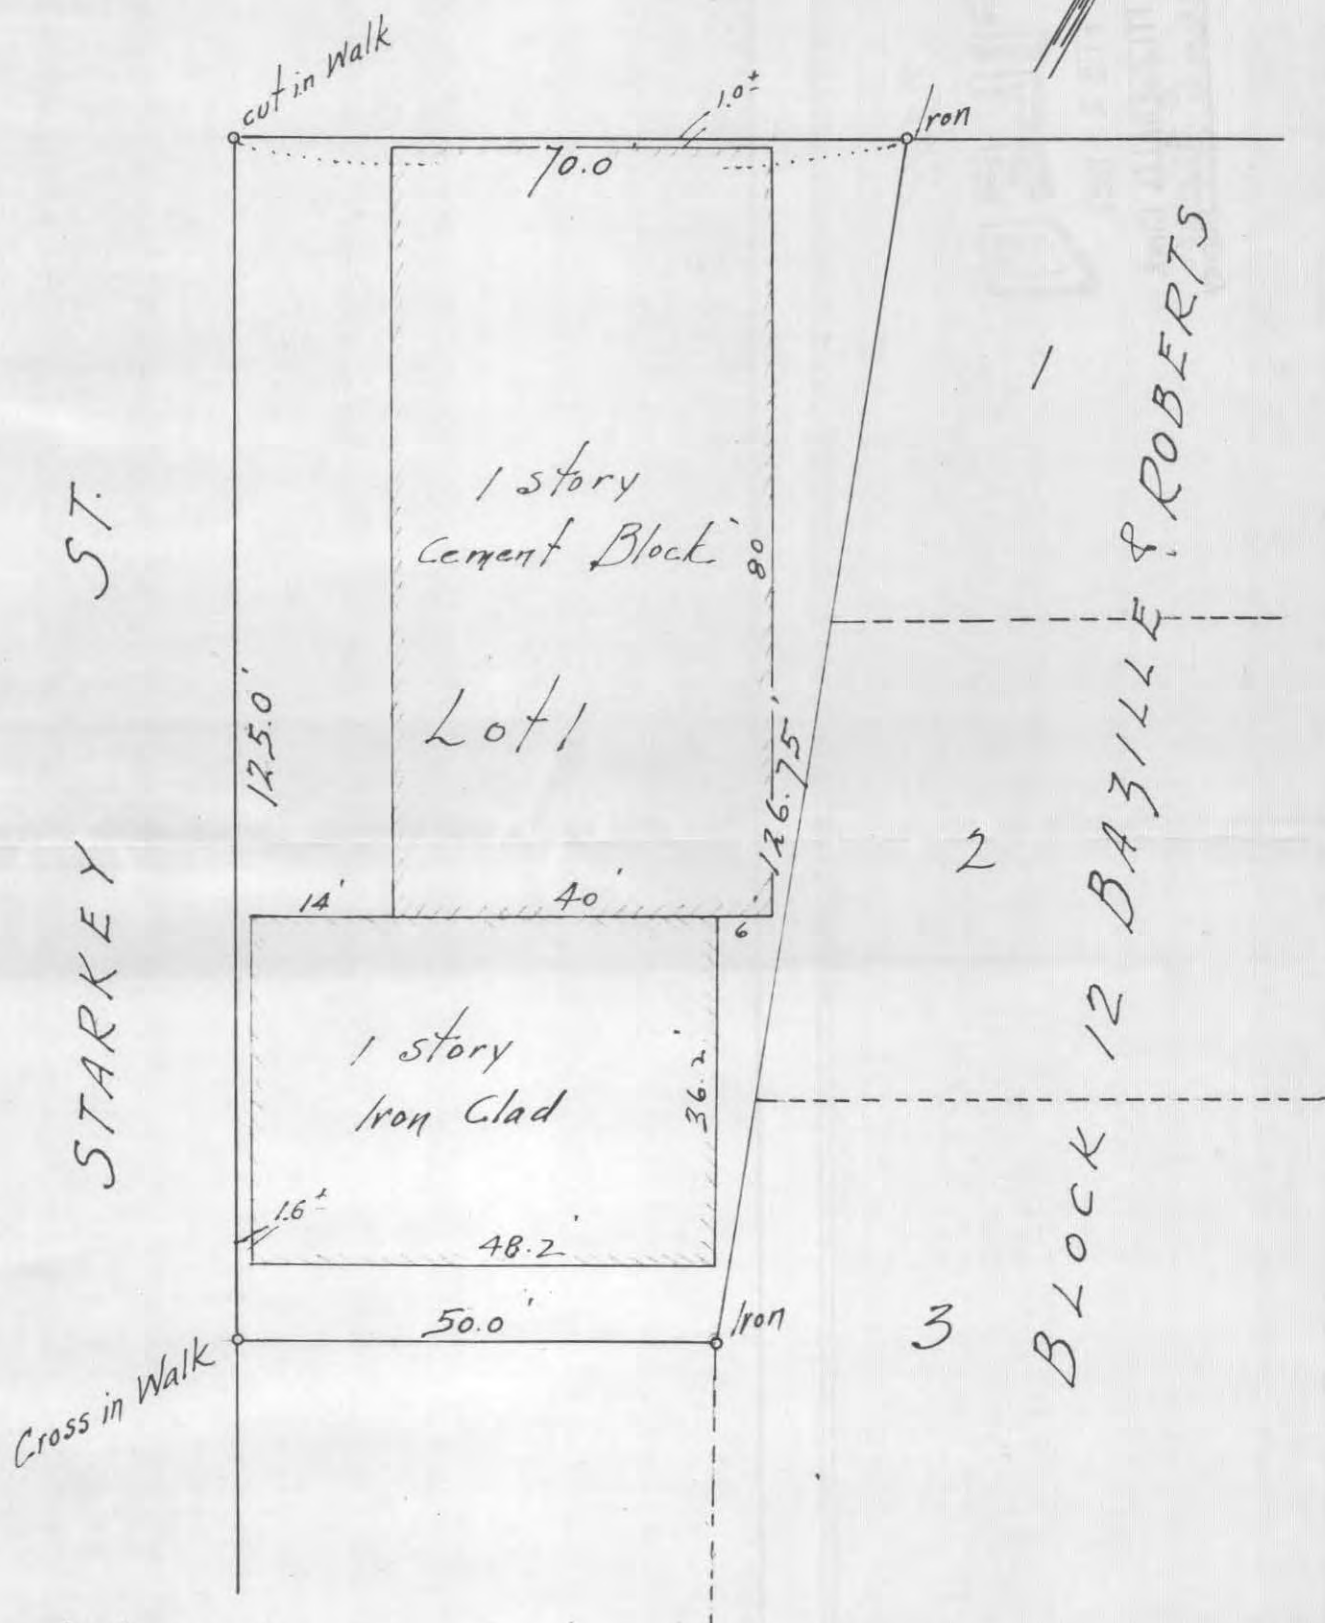 cut in Walk
1.0±
Iron
70.0'
1
1 story
Cement Block
80'
Lot 1
STARKEY ST.
125.0'
126.75'
BLOCK 12 BAZILLE & ROBERTS
2
14'
40'
6'
1 story
Iron Clad
36.2'
1.6±
48.2'
50.0'
Iron
3
Cross in Walk